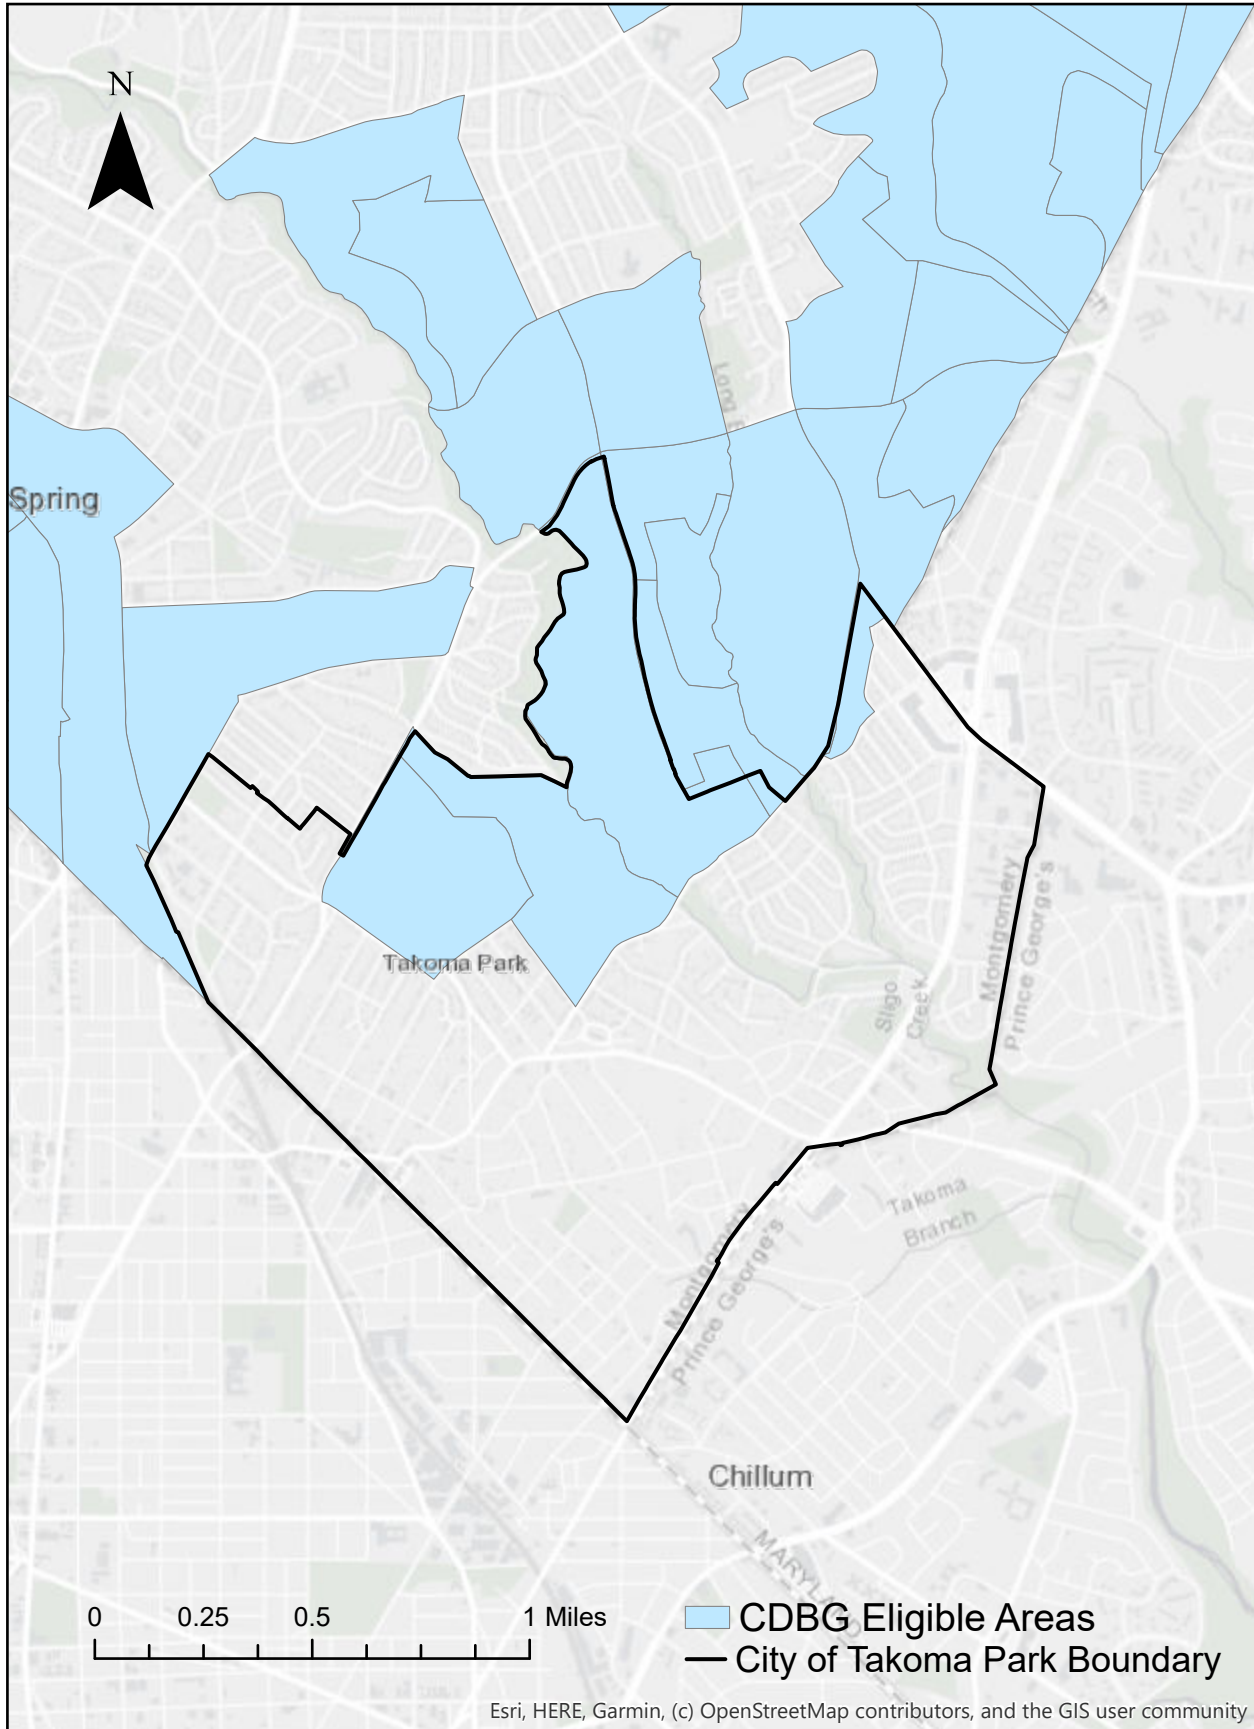 N
Long B
Spring
Takoma Park
Sligo
Creek
Montgomery
Prince George's
Takoma
Branch
Montgomery
Prince George's
Chillum
MARYLAND
0 0.25 0.5 1 Miles
CDBG Eligible Areas
City of Takoma Park Boundary
Esri, HERE, Garmin, (c) OpenStreetMap contributors, and the GIS user community